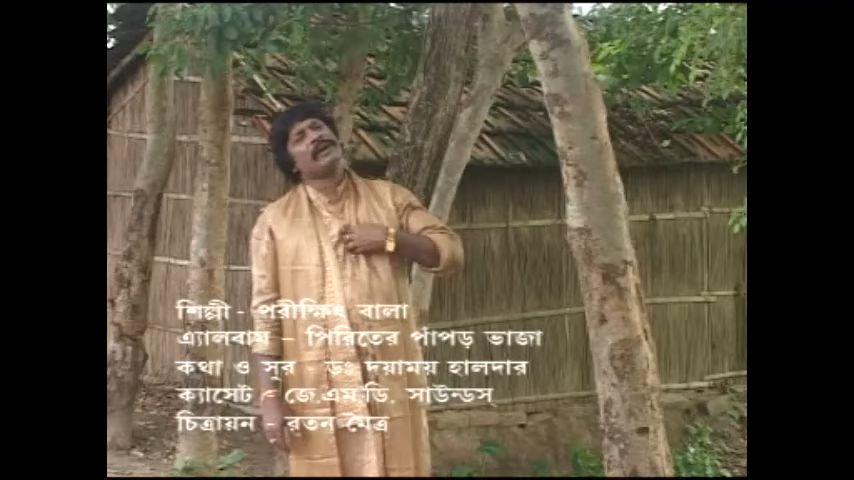 শিল্পী - পরীক্ষিৎ বালা
এ্যালবাম – পিরিতের পাঁপড় ভাজা
কথা ও সুর - ডঃ দয়াময় হালদার
ক্যাসেট - জে.এম.ডি. সাউন্ডস্
চিত্রায়ন - রতন মৈত্র